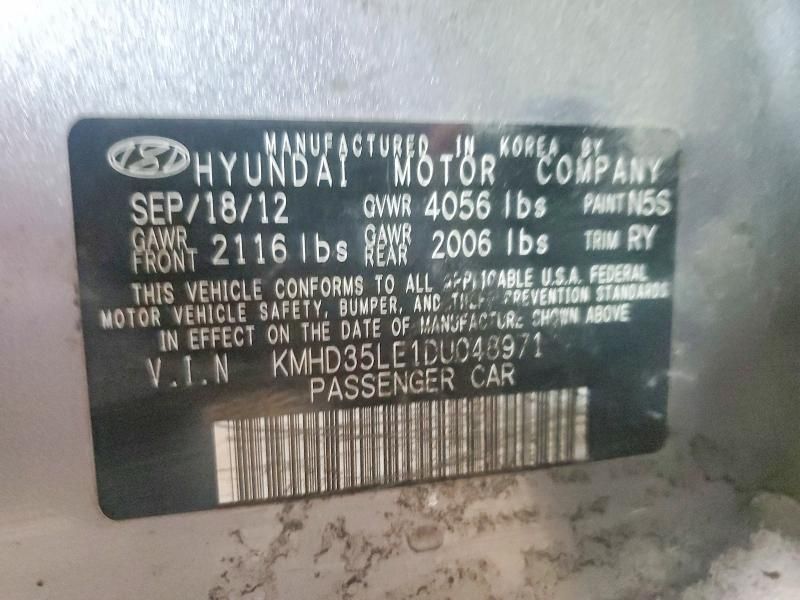 MANUFACTURED IN KOREA BY
HYUNDAI MOTOR COMPANY
SEP/18/12 GVWR 4056 lbs PAINT N5S
GAWR FRONT 2116 lbs GAWR REAR 2006 lbs TRIM RY
THIS VEHICLE CONFORMS TO ALL APPLICABLE U.S.A. FEDERAL
MOTOR VEHICLE SAFETY, BUMPER, AND THEFT PREVENTION STANDARDS
IN EFFECT ON THE DATE OF MANUFACTURE SHOWN ABOVE
V.I.N KMHD35LE1DU048971
PASSENGER CAR